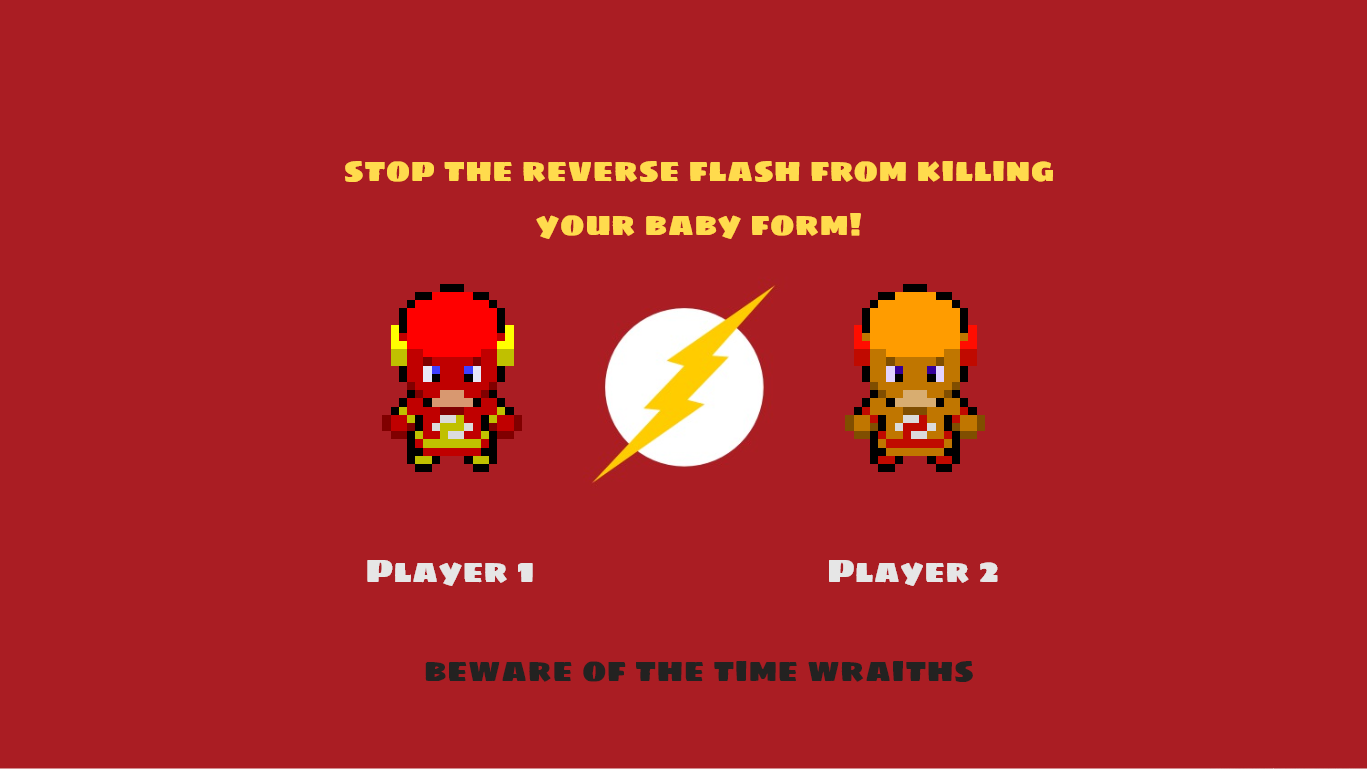 STOP THE REVERSE FLASH FROM KILLING
YOUR BABY FORM!
Player 1
Player 2
BEWARE OF THE TIME WRAITHS